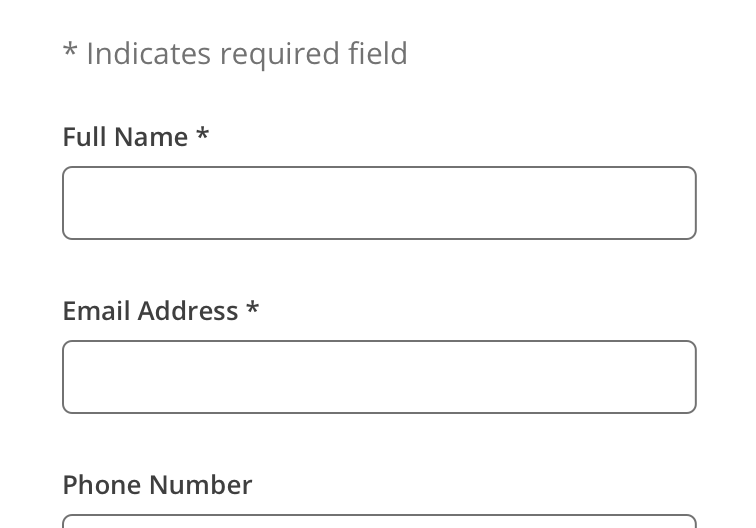 * Indicates required field
Full Name *
Email Address *
Phone Number